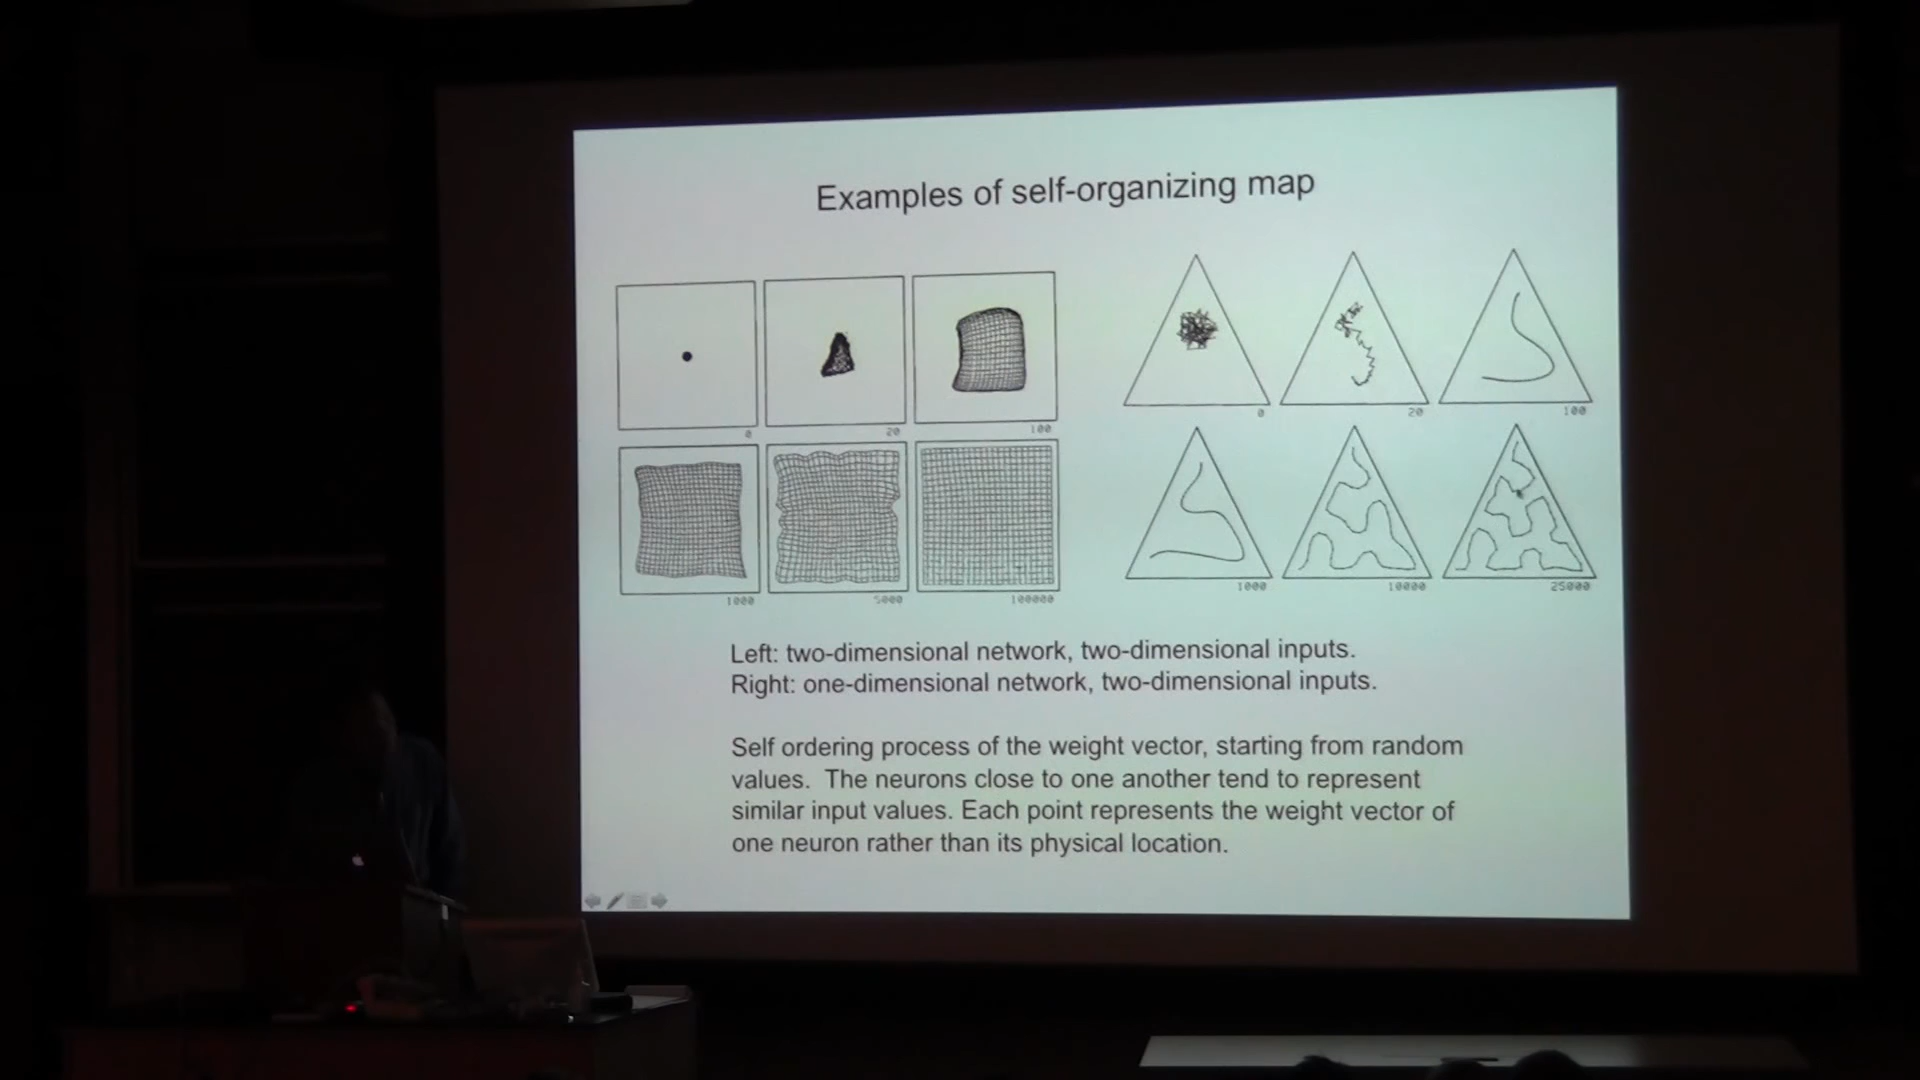 Examples of self-organizing map
0
20
100
0
20
100
1000
5000
100000
1000
10000
25000
Left: two-dimensional network, two-dimensional inputs.
Right: one-dimensional network, two-dimensional inputs.
Self ordering process of the weight vector, starting from random
values. The neurons close to one another tend to represent
similar input values. Each point represents the weight vector of
one neuron rather than its physical location.